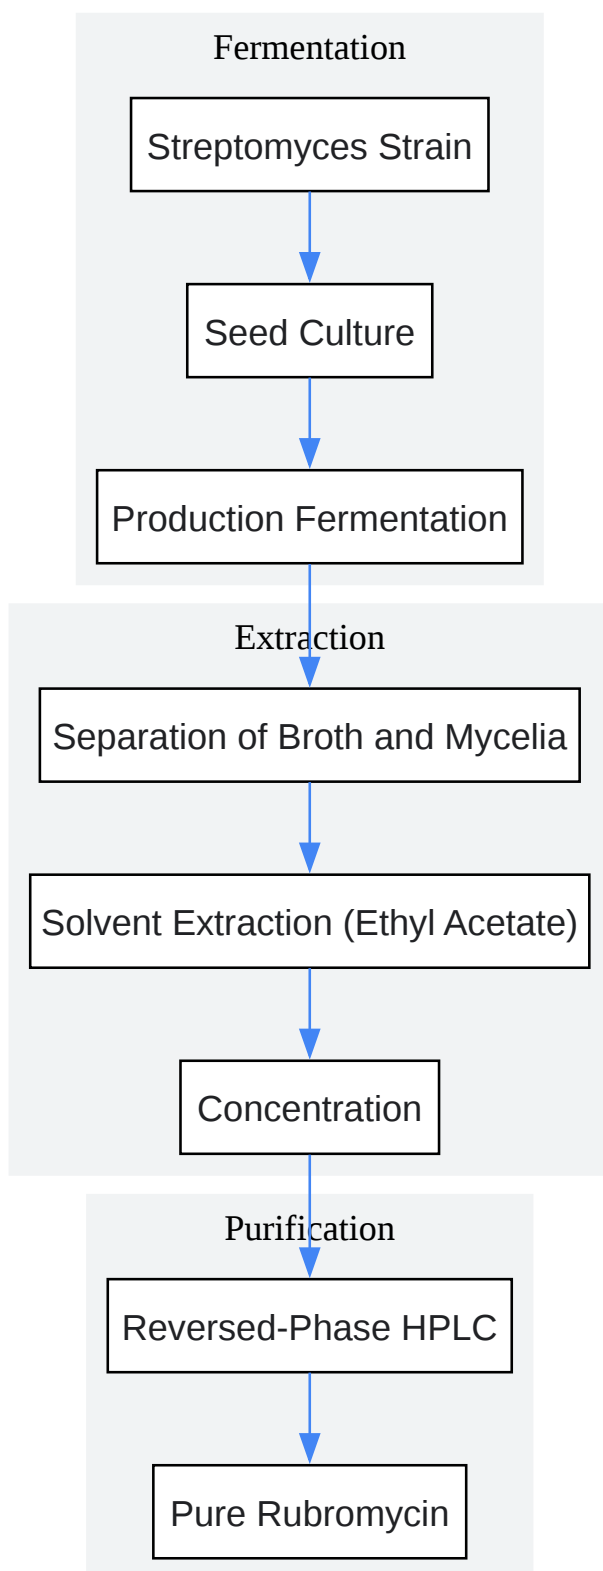 Fermentation
Streptomyces Strain
Seed Culture
Production Fermentation
Extraction
Separation of Broth and Mycelia
Solvent Extraction (Ethyl Acetate)
Concentration
Purification
Reversed-Phase HPLC
Pure Rubromycin